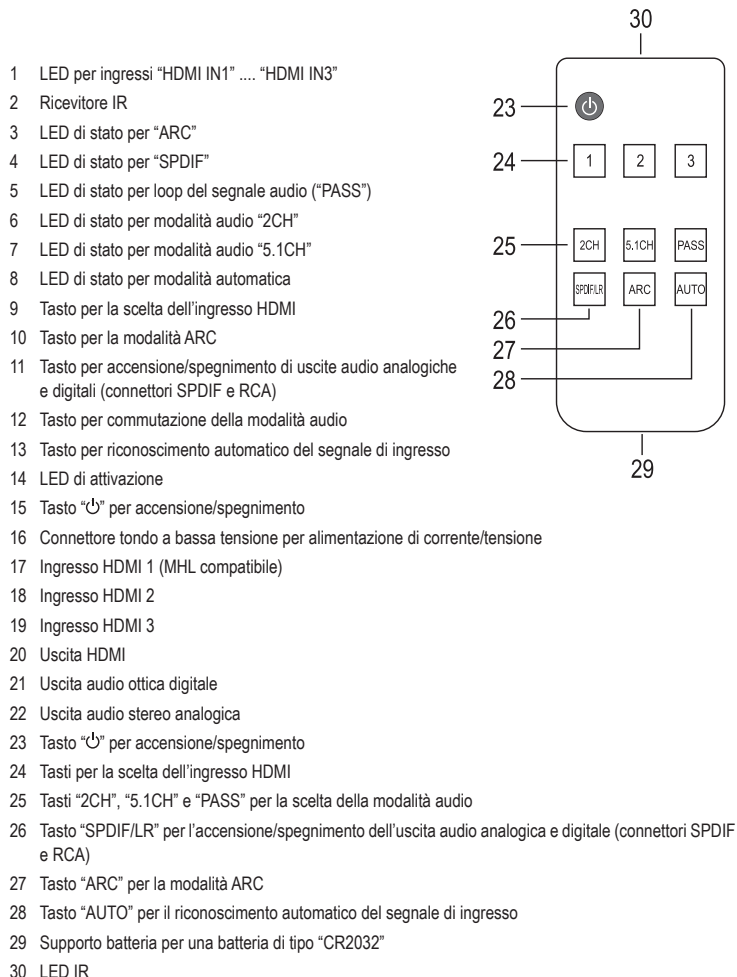 1 LED per ingressi “HDMI IN1” .... “HDMI IN3”
2 Ricevitore IR
3 LED di stato per “ARC”
4 LED di stato per “SPDIF”
5 LED di stato per loop del segnale audio (“PASS”)
6 LED di stato per modalità audio “2CH”
7 LED di stato per modalità audio “5.1CH”
8 LED di stato per modalità automatica
9 Tasto per la scelta dell’ingresso HDMI
10 Tasto per la modalità ARC
11 Tasto per accensione/spegnimento di uscite audio analogiche
e digitali (connettori SPDIF e RCA)
12 Tasto per commutazione della modalità audio
13 Tasto per riconoscimento automatico del segnale di ingresso
14 LED di attivazione
15 Tasto “⏻” per accensione/spegnimento
16 Connettore tondo a bassa tensione per alimentazione di corrente/tensione
17 Ingresso HDMI 1 (MHL compatibile)
18 Ingresso HDMI 2
19 Ingresso HDMI 3
20 Uscita HDMI
21 Uscita audio ottica digitale
22 Uscita audio stereo analogica
23 Tasto “⏻” per accensione/spegnimento
24 Tasti per la scelta dell’ingresso HDMI
25 Tasti “2CH”, “5.1CH” e “PASS” per la scelta della modalità audio
26 Tasto “SPDIF/LR” per l’accensione/spegnimento dell’uscita audio analogica e digitale (connettori SPDIF
e RCA)
27 Tasto “ARC” per la modalità ARC
28 Tasto “AUTO” per il riconoscimento automatico del segnale di ingresso
29 Supporto batteria per una batteria di tipo “CR2032”
30 LED IR
30
23
24 1 2 3
25 2CH 5.1CH PASS
SPDIF/LR ARC AUTO
26
27
28
29